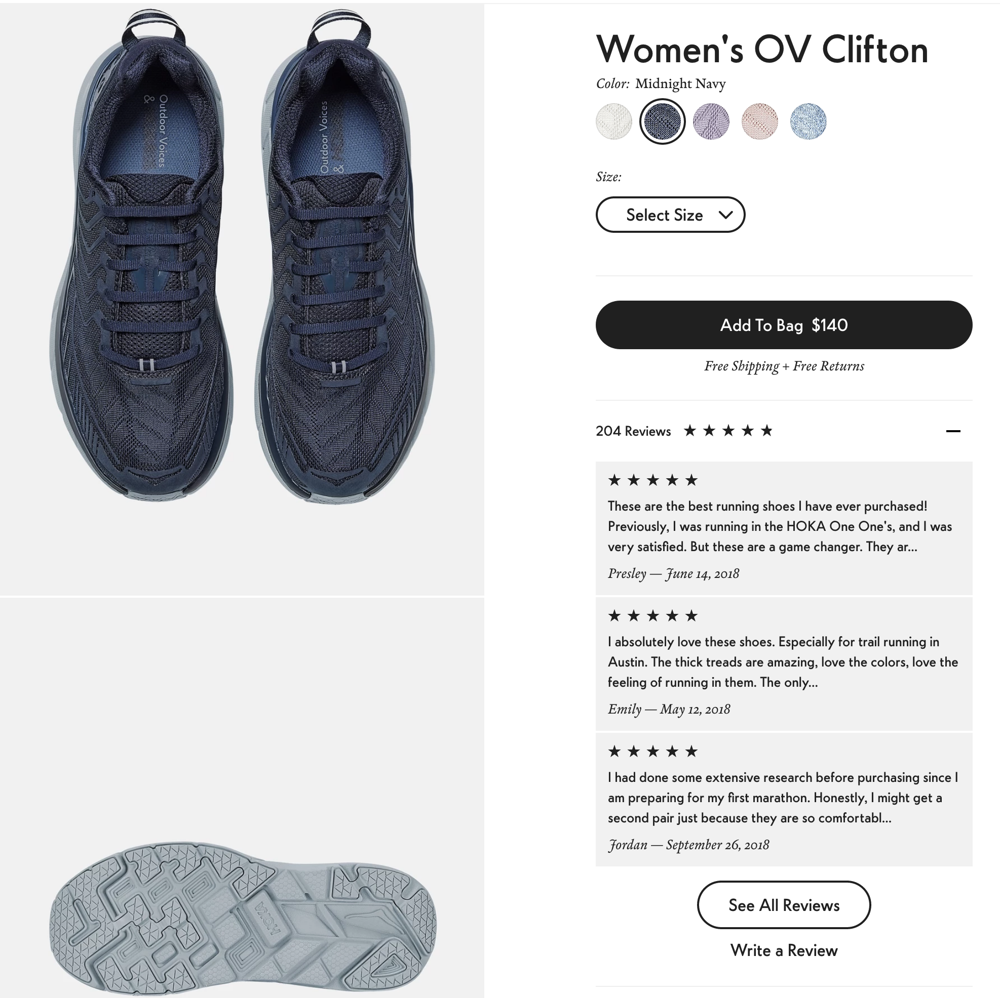 Outdoor Voices
&
Outdoor Voices
&
HOKA
Women's OV Clifton
Color: Midnight Navy
Size:
Select Size
Add To Bag $140
Free Shipping + Free Returns
204 Reviews
These are the best running shoes I have ever purchased!
Previously, I was running in the HOKA One One's, and I was
very satisfied. But these are a game changer. They ar...
Presley — June 14, 2018
I absolutely love these shoes. Especially for trail running in
Austin. The thick treads are amazing, love the colors, love the
feeling of running in them. The only...
Emily — May 12, 2018
I had done some extensive research before purchasing since I
am preparing for my first marathon. Honestly, I might get a
second pair just because they are so comfortabl...
Jordan — September 26, 2018
See All Reviews
Write a Review